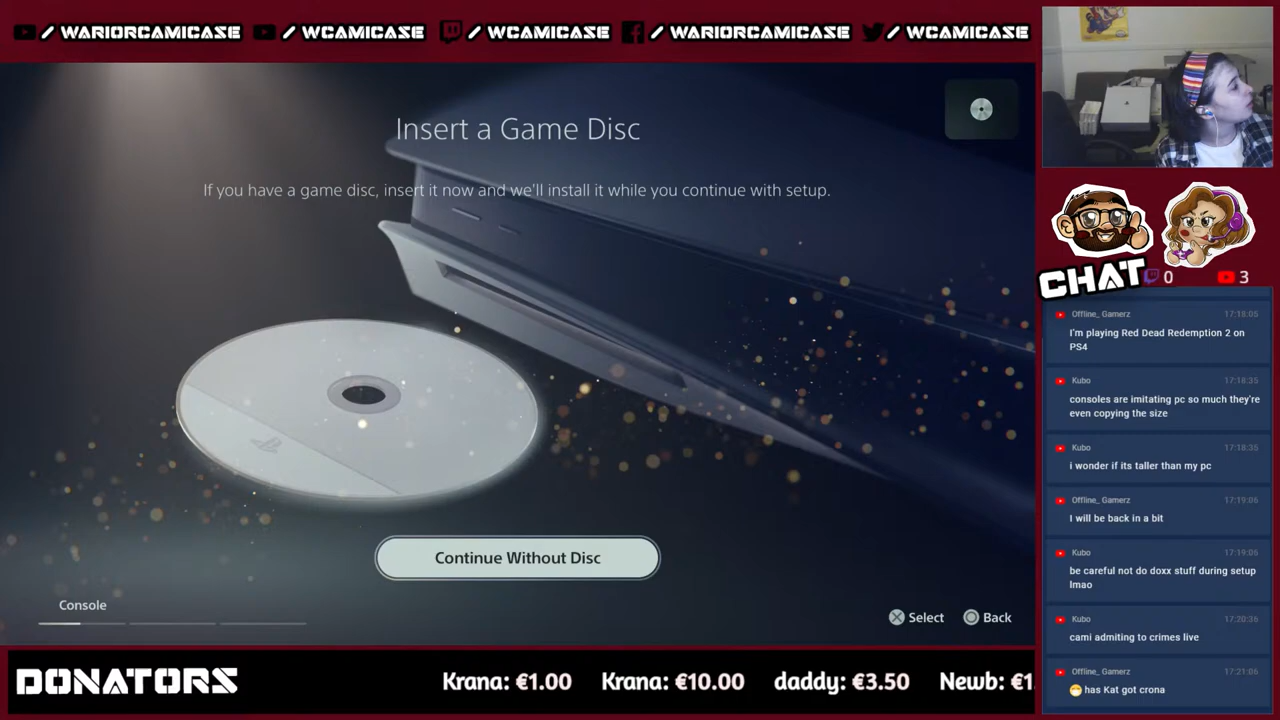 / WARIORCAMICASE / WCAMICASE / WCAMICASE / WARIORCAMICASE / WCAMICASE
Insert a Game Disc
If you have a game disc, insert it now and we'll install it while you continue with setup.
Continue Without Disc
Console
Select Back
CHAT 0 3
Offline_ Gamerz 17:18:05
I'm playing Red Dead Redemption 2 on
PS4
Kubo 17:18:35
consoles are imitating pc so much they're
even copying the size
Kubo 17:18:35
i wonder if its taller than my pc
Offline_ Gamerz 17:19:06
I will be back in a bit
Kubo 17:19:06
be careful not do doxx stuff during setup
lmao
Kubo 17:20:36
cami admiting to crimes live
Offline_ Gamerz 17:21:06
😷 has Kat got crona
DONATORS Krana: €1.00 Krana: €10.00 daddy: €3.50 Newb: €1.